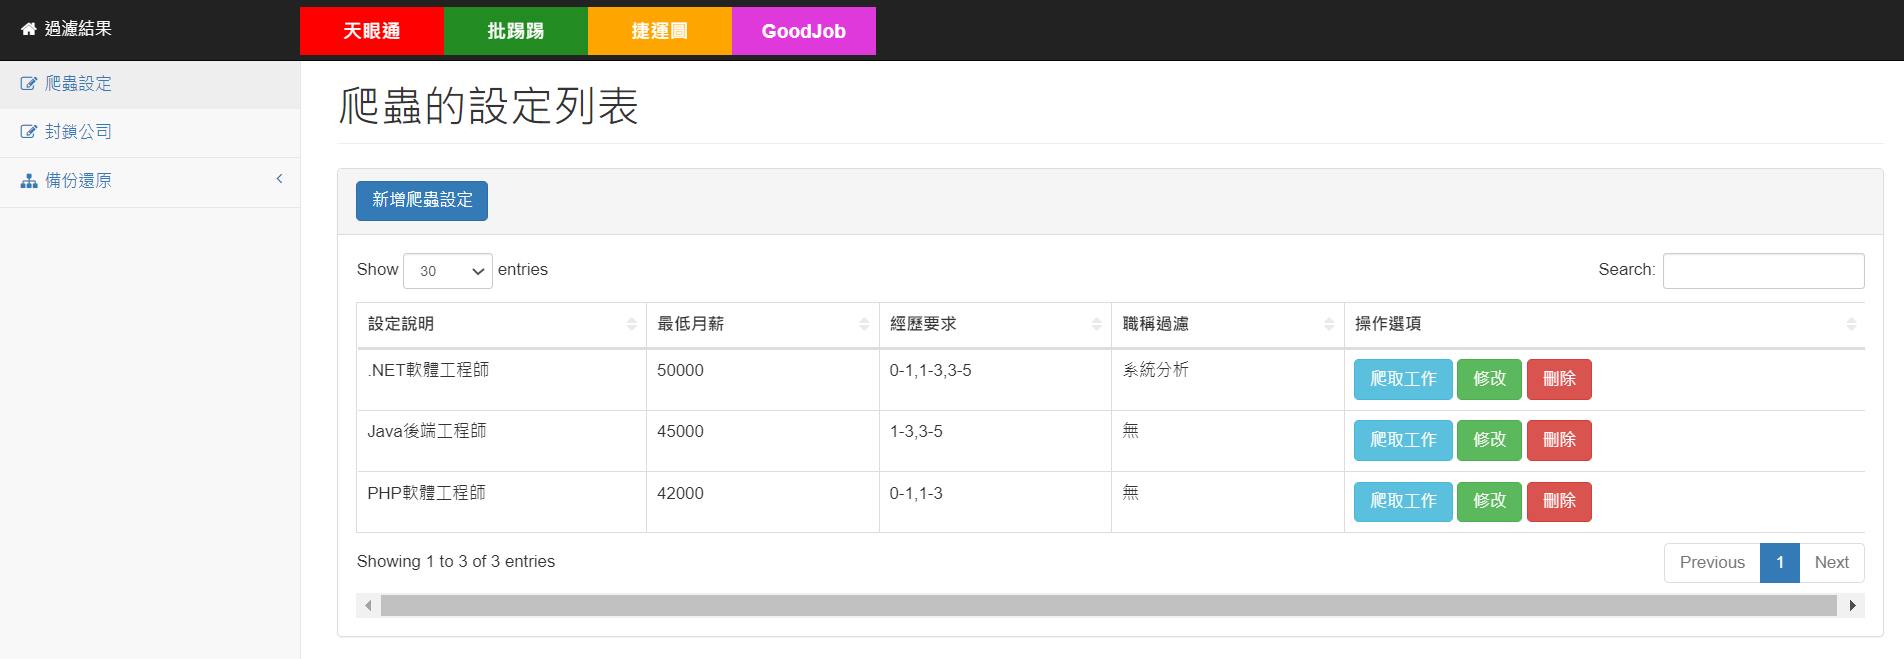 過濾結果
天眼通 批踢踢 捷運圖 GoodJob
爬蟲設定
封鎖公司
備份還原
爬蟲的設定列表
新增爬蟲設定
Show 30 entries
Search:
設定說明 最低月薪 經歷要求 職稱過濾 操作選項
.NET軟體工程師 50000 0-1,1-3,3-5 系統分析 爬取工作 修改 刪除
Java後端工程師 45000 1-3,3-5 無 爬取工作 修改 刪除
PHP軟體工程師 42000 0-1,1-3 無 爬取工作 修改 刪除
Showing 1 to 3 of 3 entries
Previous 1 Next